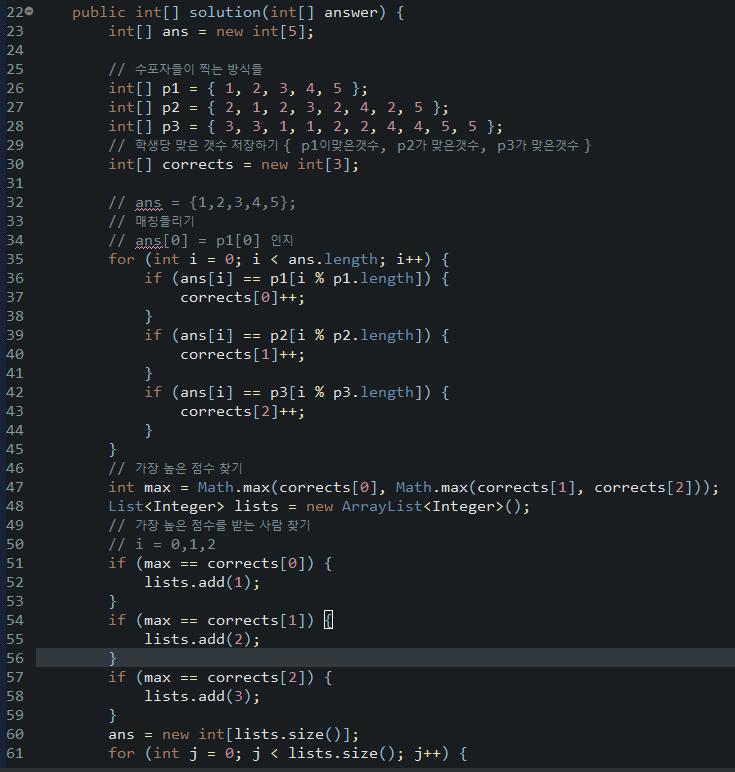 22 public int[] solution(int[] answer) {
23 int[] ans = new int[5];
24
25 // 수포자들이 찍는 방식들
26 int[] p1 = { 1, 2, 3, 4, 5 };
27 int[] p2 = { 2, 1, 2, 3, 2, 4, 2, 5 };
28 int[] p3 = { 3, 3, 1, 1, 2, 2, 4, 4, 5, 5 };
29 // 학생당 맞은 갯수 저장하기 { p1이맞은갯수, p2가 맞은갯수, p3가 맞은갯수 }
30 int[] corrects = new int[3];
31
32 // ans = {1,2,3,4,5};
33 // 매칭돌리기
34 // ans[0] = p1[0] 인지
35 for (int i = 0; i < ans.length; i++) {
36 if (ans[i] == p1[i % p1.length]) {
37 corrects[0]++;
38 }
39 if (ans[i] == p2[i % p2.length]) {
40 corrects[1]++;
41 }
42 if (ans[i] == p3[i % p3.length]) {
43 corrects[2]++;
44 }
45 }
46 // 가장 높은 점수 찾기
47 int max = Math.max(corrects[0], Math.max(corrects[1], corrects[2]));
48 List<Integer> lists = new ArrayList<Integer>();
49 // 가장 높은 점수를 받는 사람 찾기
50 // i = 0,1,2
51 if (max == corrects[0]) {
52 lists.add(1);
53 }
54 if (max == corrects[1]) {
55 lists.add(2);
56 }
57 if (max == corrects[2]) {
58 lists.add(3);
59 }
60 ans = new int[lists.size()];
61 for (int j = 0; j < lists.size(); j++) {